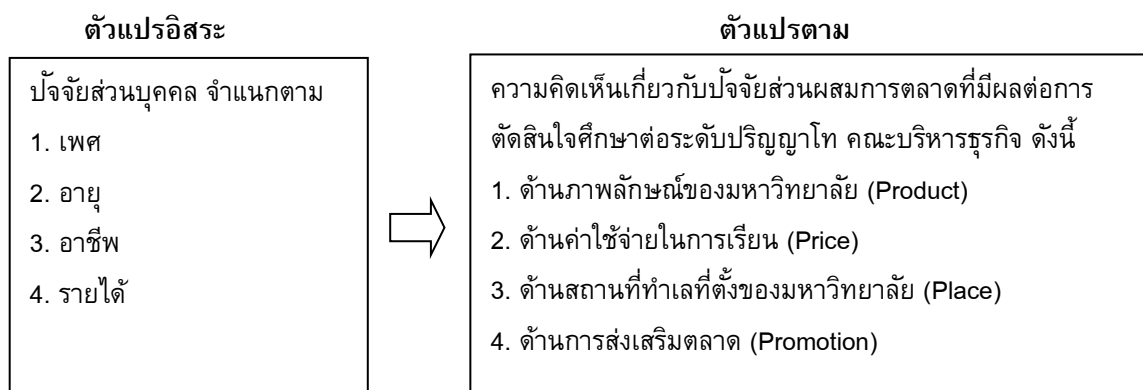 ตัวแปรอิสระ
ปัจจัยส่วนบุคคล จำแนกตาม
1. เพศ
2. อายุ
3. อาชีพ
4. รายได้
ตัวแปรตาม
ความคิดเห็นเกี่ยวกับปัจจัยส่วนผสมการตลาดที่มีผลต่อการ
ตัดสินใจศึกษาต่อระดับปริญญาโท คณะบริหารธุรกิจ ดังนี้
1. ด้านภาพลักษณ์ของมหาวิทยาลัย (Product)
2. ด้านค่าใช้จ่ายในการเรียน (Price)
3. ด้านสถานที่ทำเลที่ตั้งของมหาวิทยาลัย (Place)
4. ด้านการส่งเสริมตลาด (Promotion)